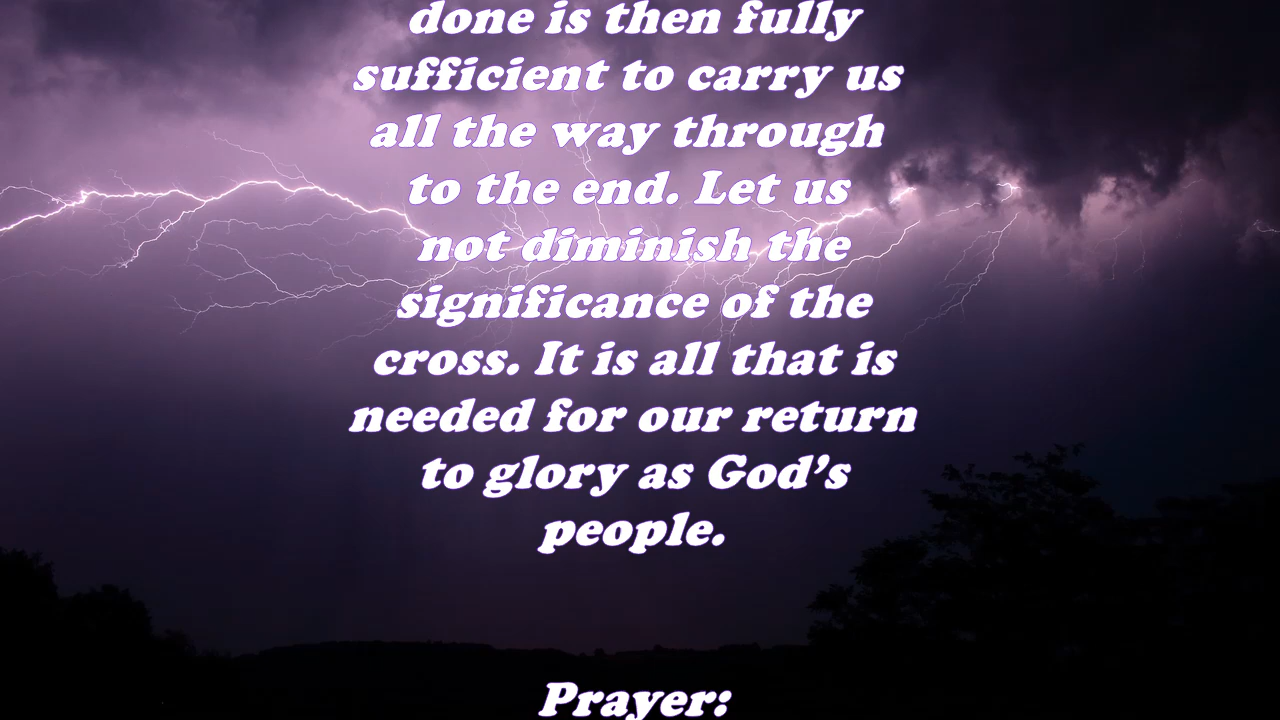 done is then fully
sufficient to carry us
all the way through
to the end. Let us
not diminish the
significance of the
cross. It is all that is
needed for our return
to glory as God’s
people.
Prayer: